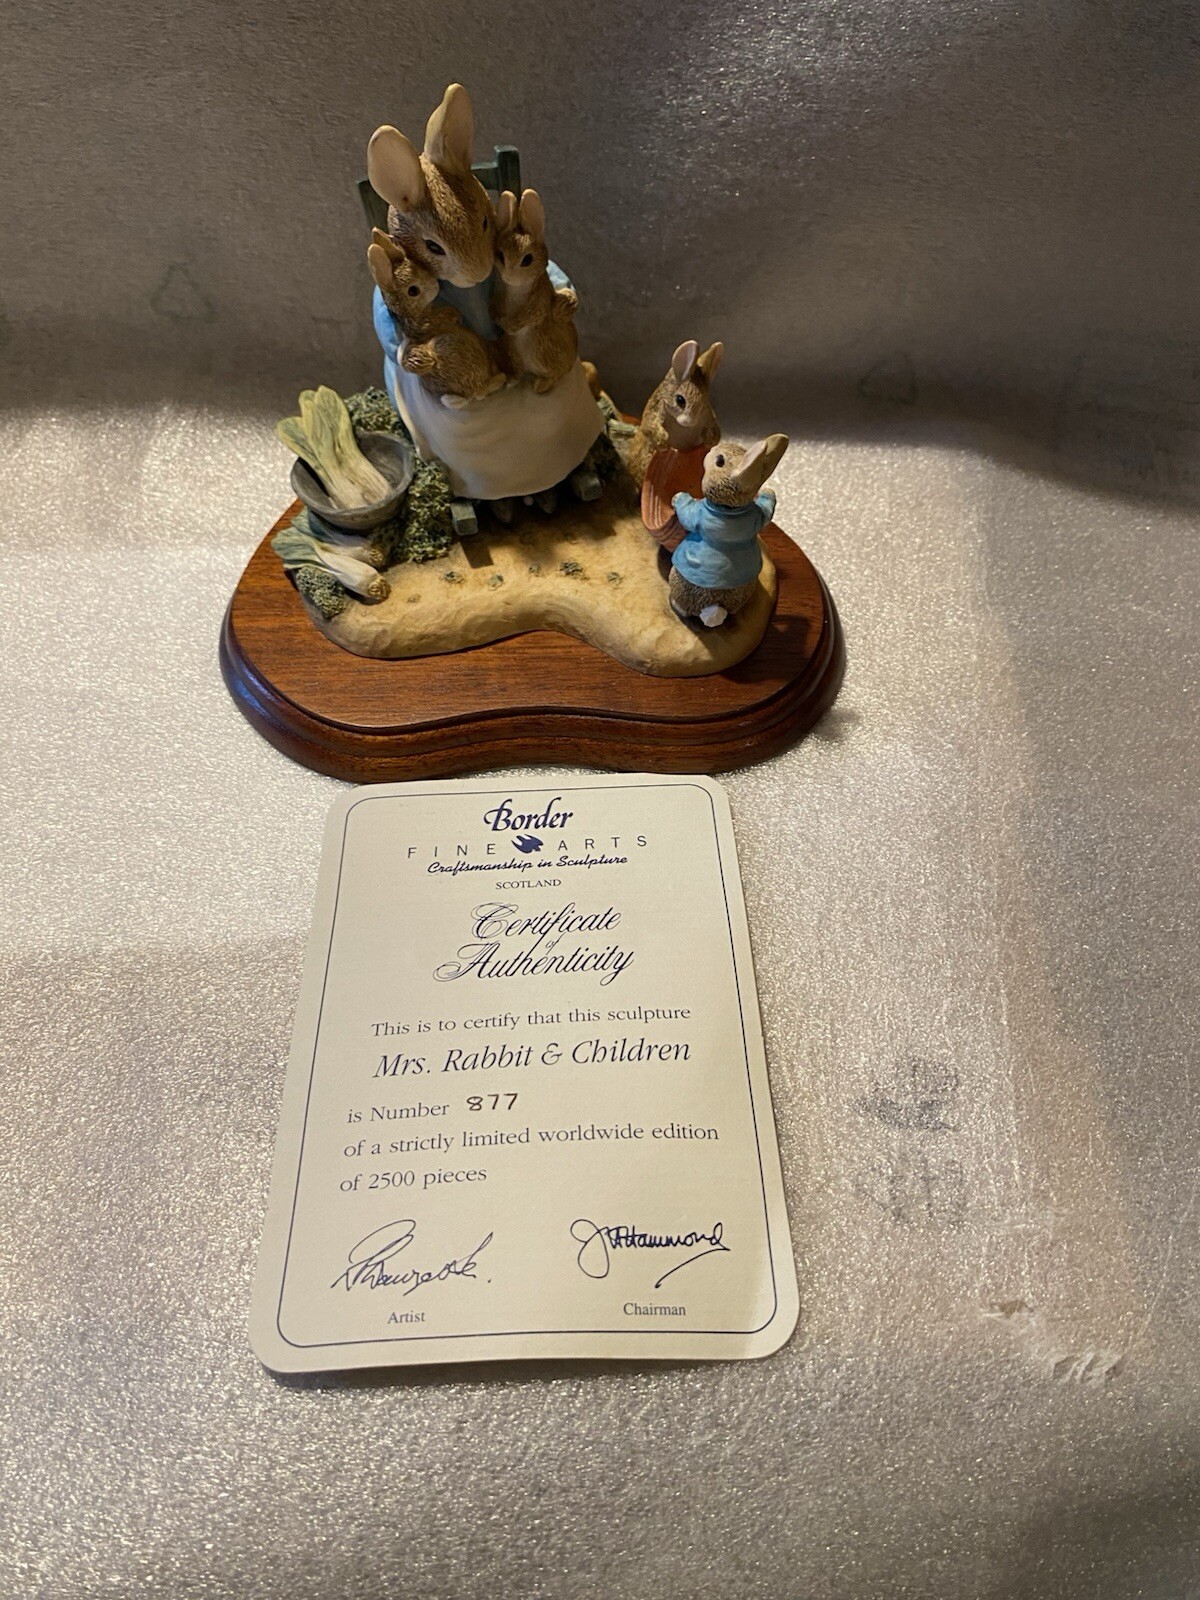 Border
FINE ARTS
Craftsmanship in Sculpture
SCOTLAND
Certificate
of
Authenticity
This is to certify that this sculpture
Mrs. Rabbit & Children
is Number 877
of a strictly limited worldwide edition
of 2500 pieces
Hammond
Artist
Chairman